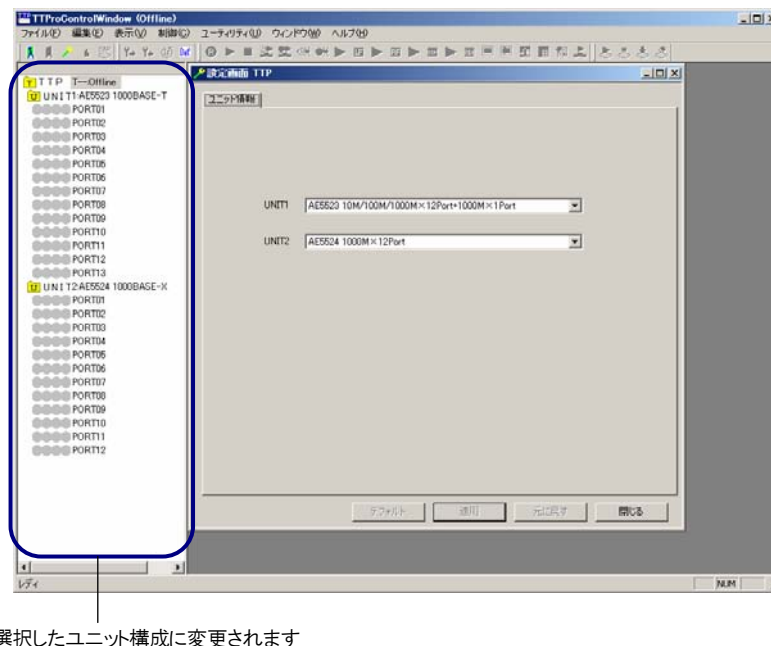 TTProControlWindow (Offline)
ファイル(F) 編集(E) 表示(V) 制御(C) ユーティリティ(U) ウィンドウ(W) ヘルプ(H)
TTP T--Offline
UNIT1:AE5523 1000BASE-T
PORT01
PORT02
PORT03
PORT04
PORT05
PORT06
PORT07
PORT08
PORT09
PORT10
PORT11
PORT12
PORT13
UNIT2:AE5524 1000BASE-X
PORT01
PORT02
PORT03
PORT04
PORT05
PORT06
PORT07
PORT08
PORT09
PORT10
PORT11
PORT12
設定画面 TTP
ユニット情報
UNIT1 AE5523 10M/100M/1000M×12Port+1000M×1Port
UNIT2 AE5524 1000M×12Port
デフォルト 適用 元に戻す 閉じる
レディ NUM
選択したユニット構成に変更されます